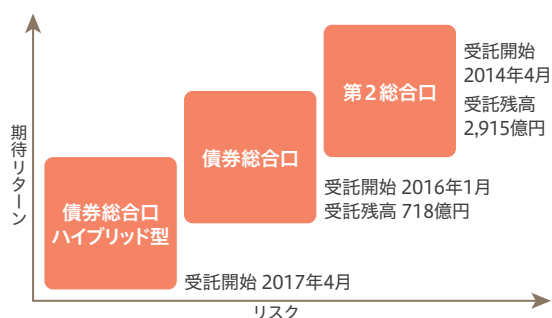 期待リターン
第2総合口
受託開始
2014年4月
受託残高
2,915億円
債券総合口
受託開始 2016年1月
受託残高 718億円
債券総合口
ハイブリッド型
受託開始 2017年4月
リスク